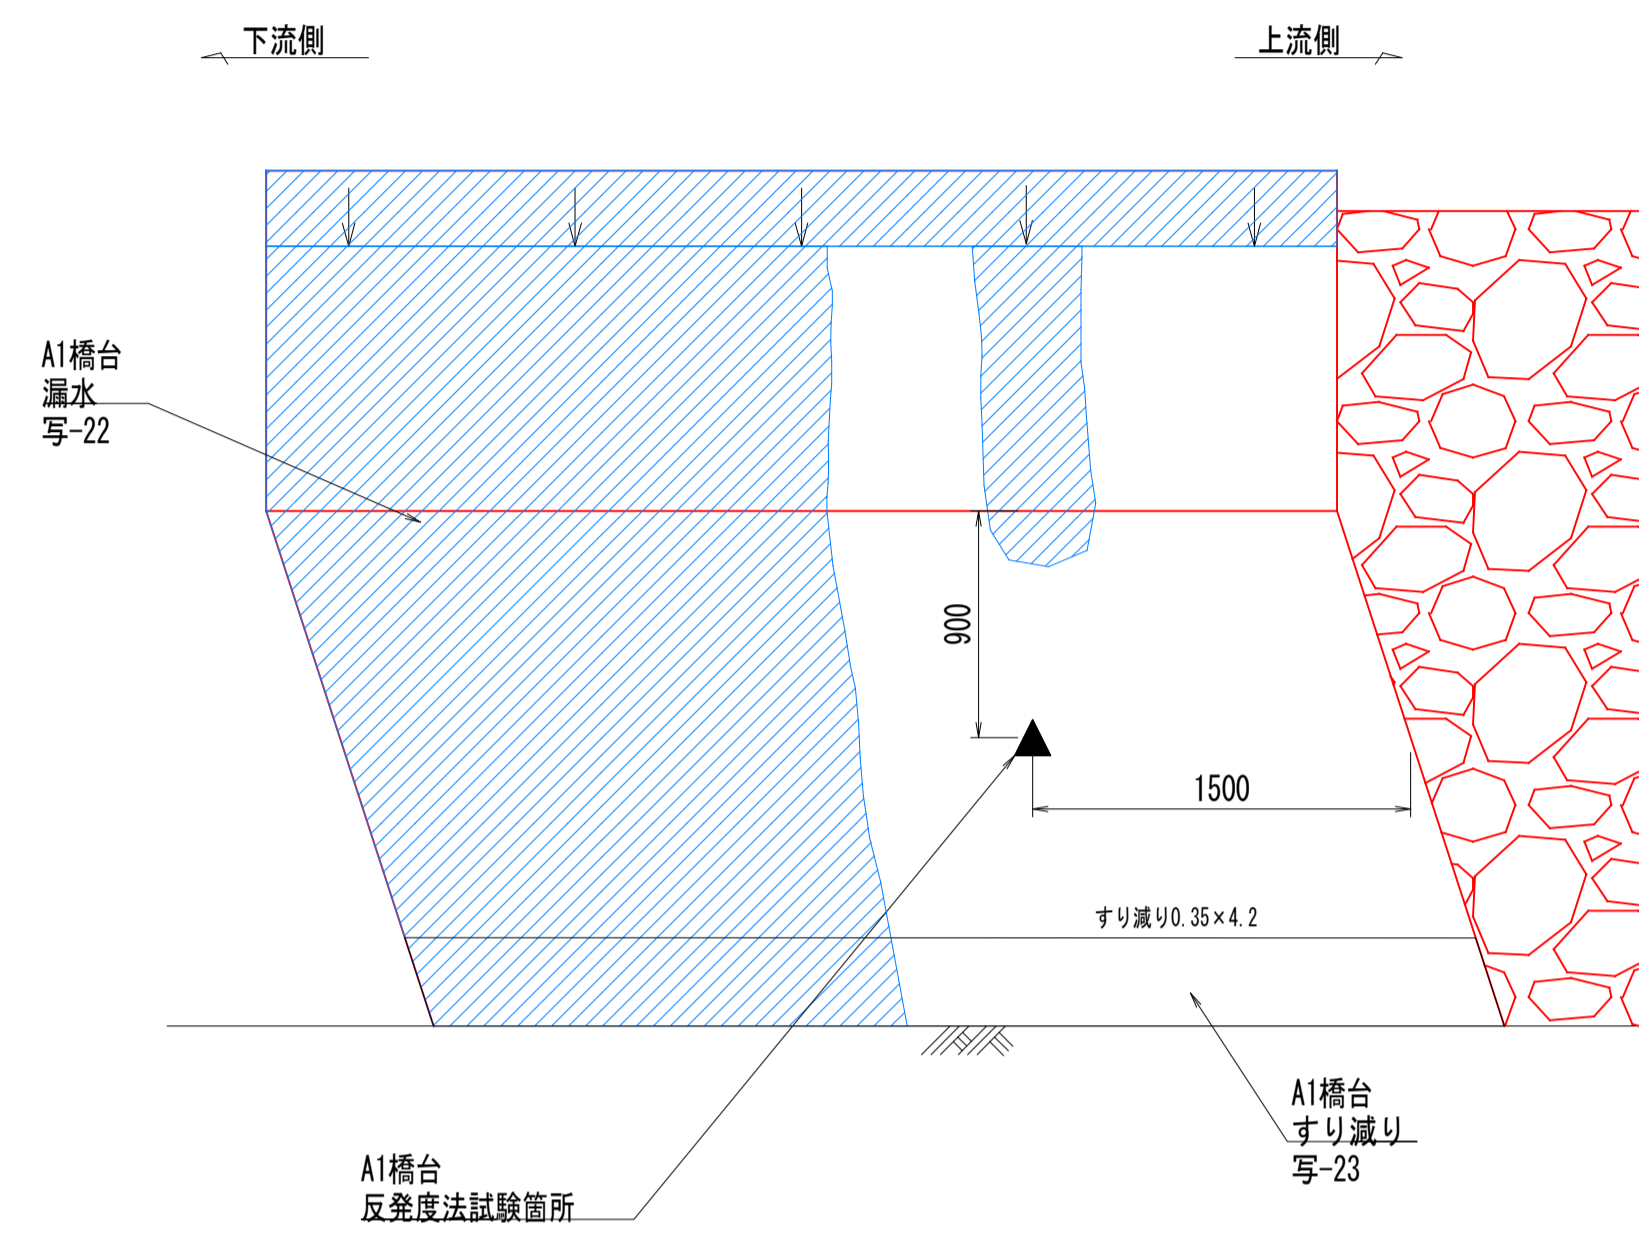 下流側
上流側
A1橋台
漏水
写-22
900
1500
すり減り0.35×4.2
A1橋台
すり減り
写-23
A1橋台
反発度法試験箇所